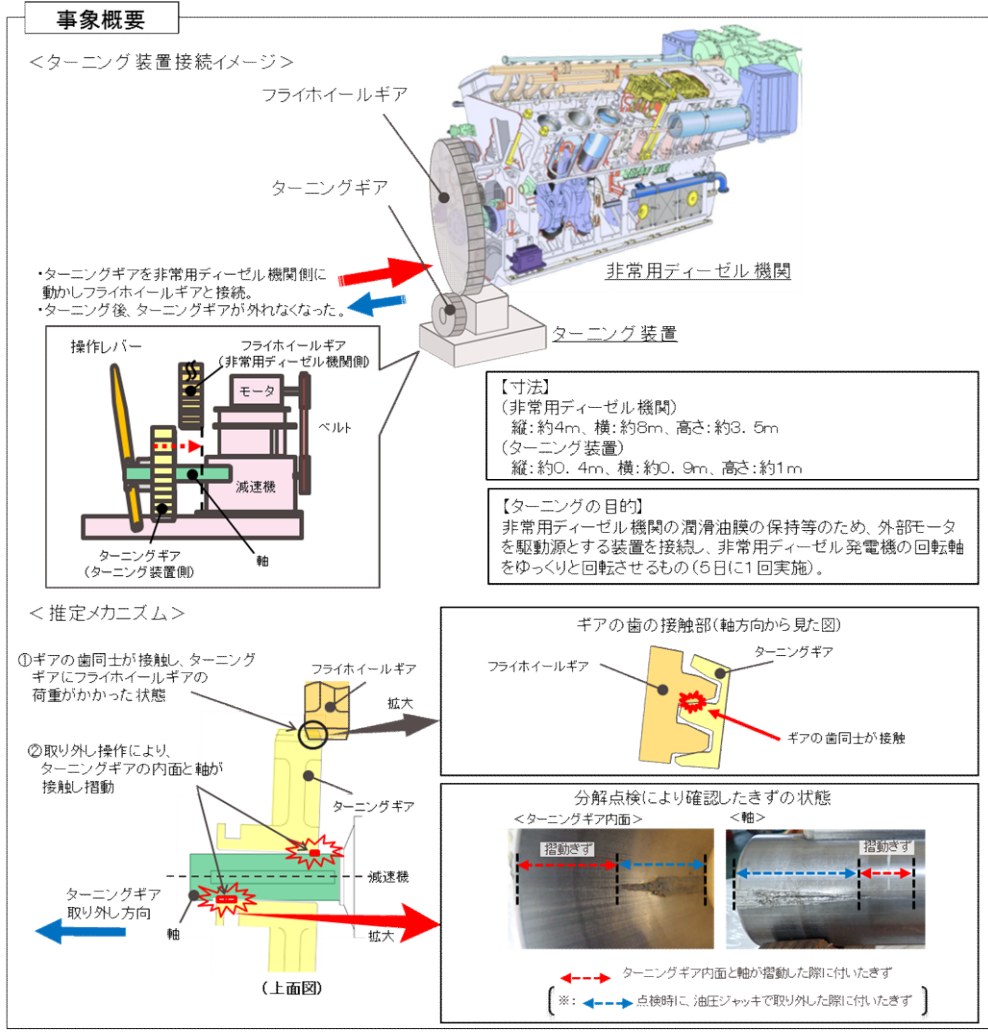 事象概要
＜ターニング装置接続イメージ＞
フライホイールギア
ターニングギア
非常用ディーゼル機関
ターニング装置
・ターニングギアを非常用ディーゼル機関側に
動かしフライホイールギアと接続。
・ターニング後、ターニングギアが外れなくなった。
操作レバー
フライホイールギア
(非常用ディーゼル機関側)
モータ
ベルト
減速機
ターニングギア
(ターニング装置側)
軸
【寸法】
(非常用ディーゼル機関)
縦：約4m、横：約8m、高さ：約3．5m
(ターニング装置)
縦：約0．4m、横：約0．9m、高さ：約1m
【ターニングの目的】
非常用ディーゼル機関の潤滑油膜の保持等のため、外部モータ
を駆動源とする装置を接続し、非常用ディーゼル発電機の回転軸
をゆっくりと回転させるもの(5日に1回実施)。
＜推定メカニズム＞
①ギアの歯同士が接触し、ターニング
ギアにフライホイールギアの
荷重がかかった状態
フライホイールギア
拡大
②取り外し操作により、
ターニングギアの内面と軸が
接触し摺動
ターニングギア
減速機
ターニングギア
取り外し方向
軸
拡大
(上面図)
ギアの歯の接触部(軸方向から見た図)
ターニングギア
フライホイールギア
ギアの歯同士が接触
分解点検により確認したきずの状態
＜ターニングギア内面＞
＜軸＞
摺動きず
摺動きず
ターニングギア内面と軸が摺動した際に付いたきず
※： 点検時に、油圧ジャッキで取り外した際に付いたきず